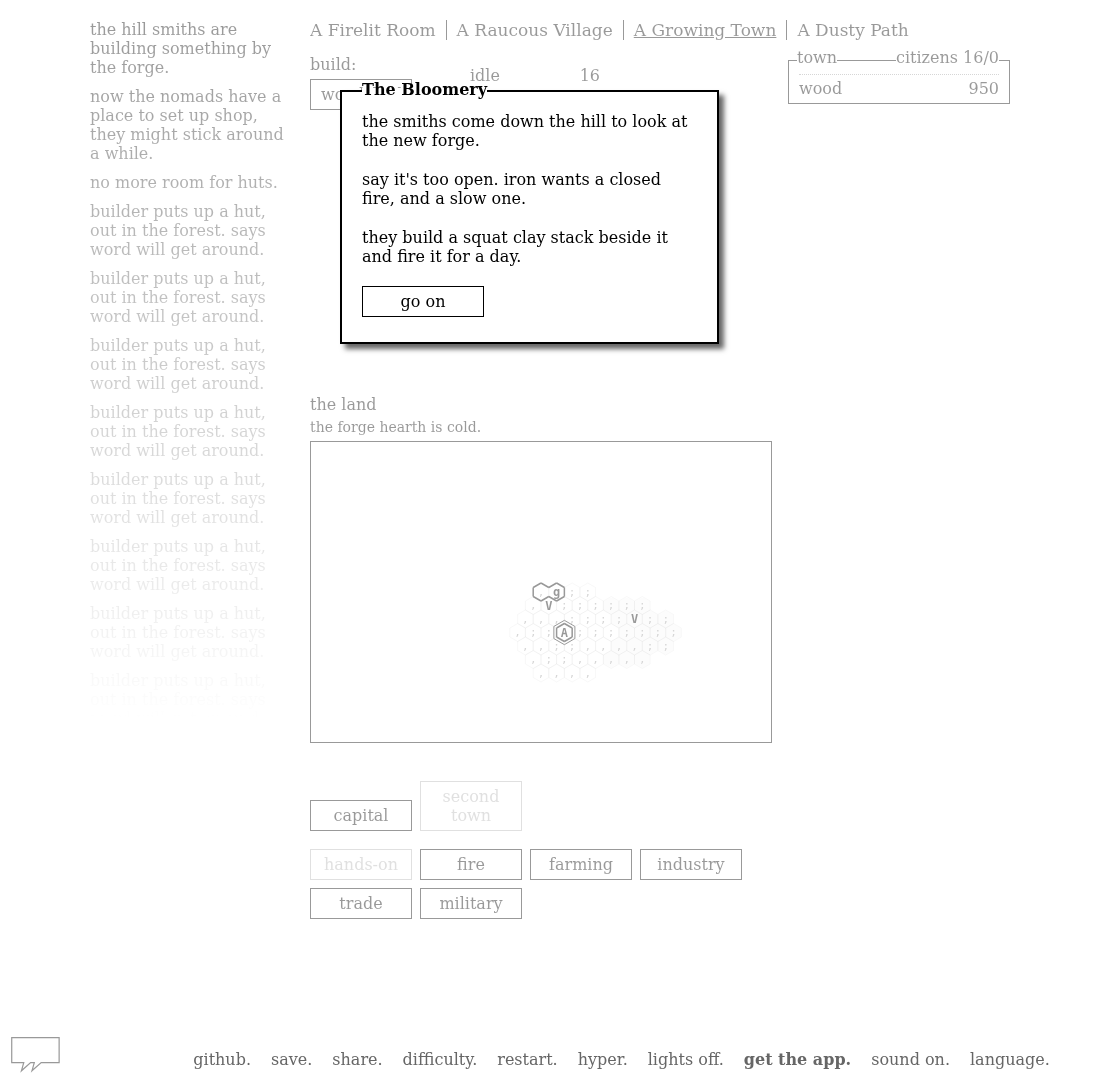 the hill smiths are
building something by
the forge.
now the nomads have a
place to set up shop,
they might stick around
a while.
no more room for huts.
builder puts up a hut,
out in the forest. says
word will get around.
builder puts up a hut,
out in the forest. says
word will get around.
builder puts up a hut,
out in the forest. says
word will get around.
builder puts up a hut,
out in the forest. says
word will get around.
builder puts up a hut,
out in the forest. says
word will get around.
builder puts up a hut,
out in the forest. says
word will get around.
builder puts up a hut,
out in the forest. says
word will get around.
builder puts up a hut,
out in the forest. says
A Firelit Room
A Raucous Village
A Growing Town
A Dusty Path
build:
idle 16
town citizens 16/0
wood 950
The Bloomery
the smiths come down the hill to look at
the new forge.
say it's too open. iron wants a closed
fire, and a slow one.
they build a squat clay stack beside it
and fire it for a day.
go on
the land
the forge hearth is cold.
g
V
V
A
capital
second
town
hands-on
fire
farming
industry
trade
military
github. save. share. difficulty. restart. hyper. lights off. get the app. sound on. language.